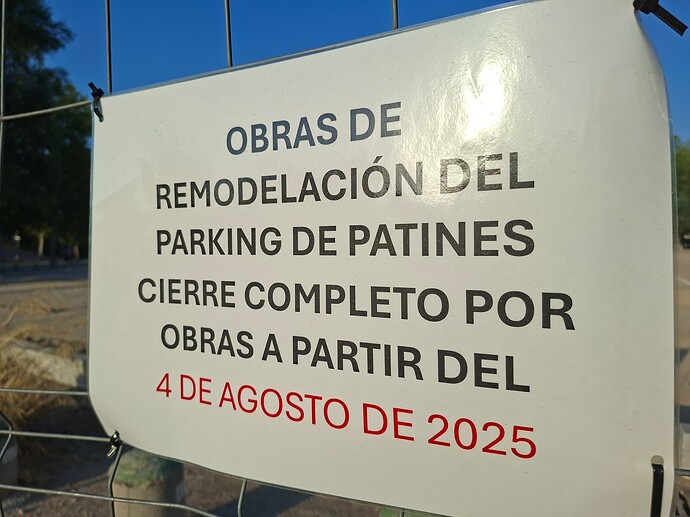 OBRAS DE
REMODELACIÓN DEL
PARKING DE PATINES
CIERRE COMPLETO POR
OBRAS A PARTIR DEL
4 DE AGOSTO DE 2025